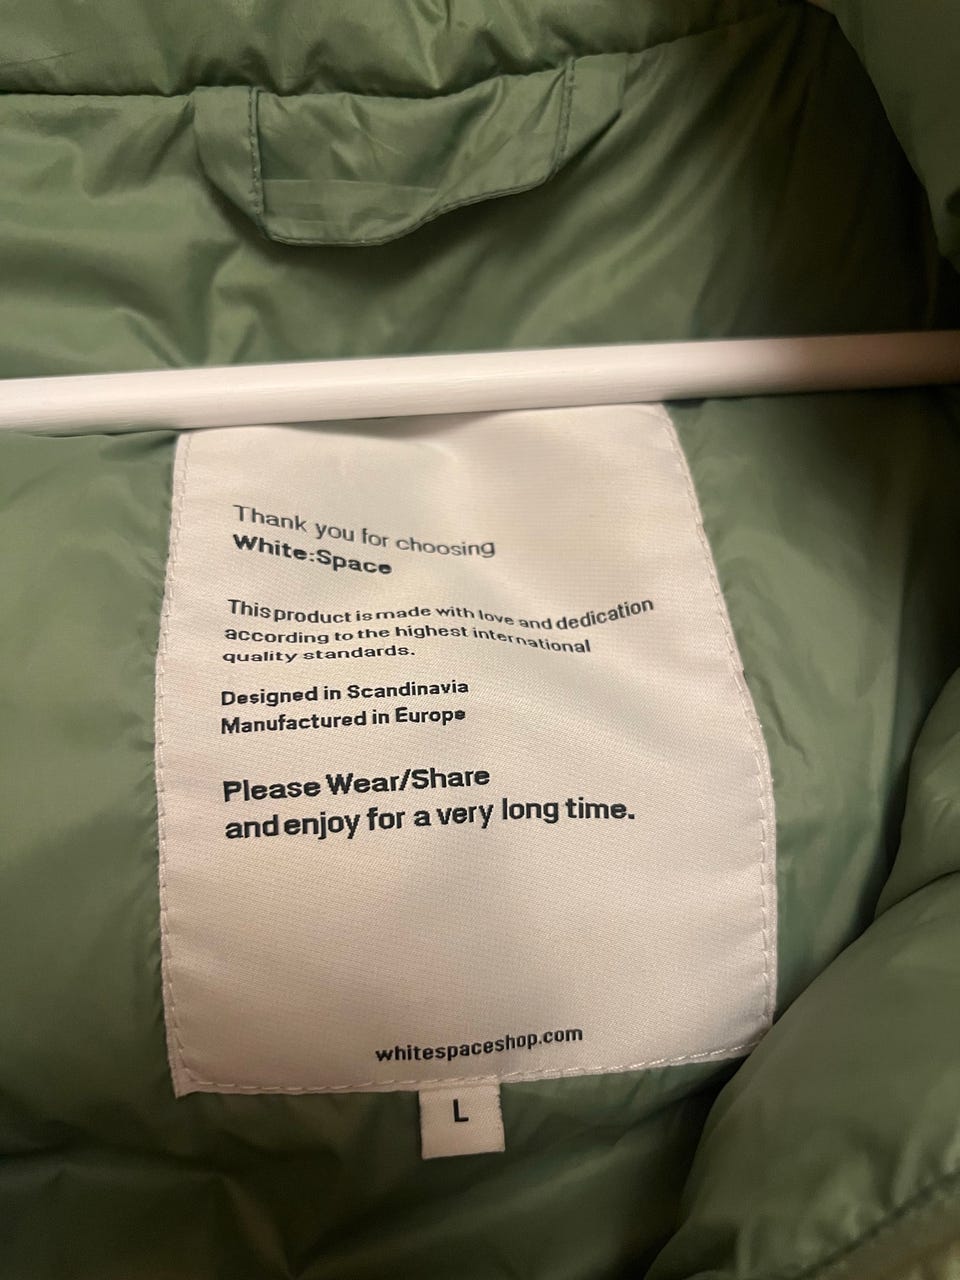 Thank you for choosing
White:Space
This product is made with love and dedication
according to the highest international
quality standards.
Designed in Scandinavia
Manufactured in Europe
Please Wear/Share
and enjoy for a very long time.
whitespaceshop.com
L